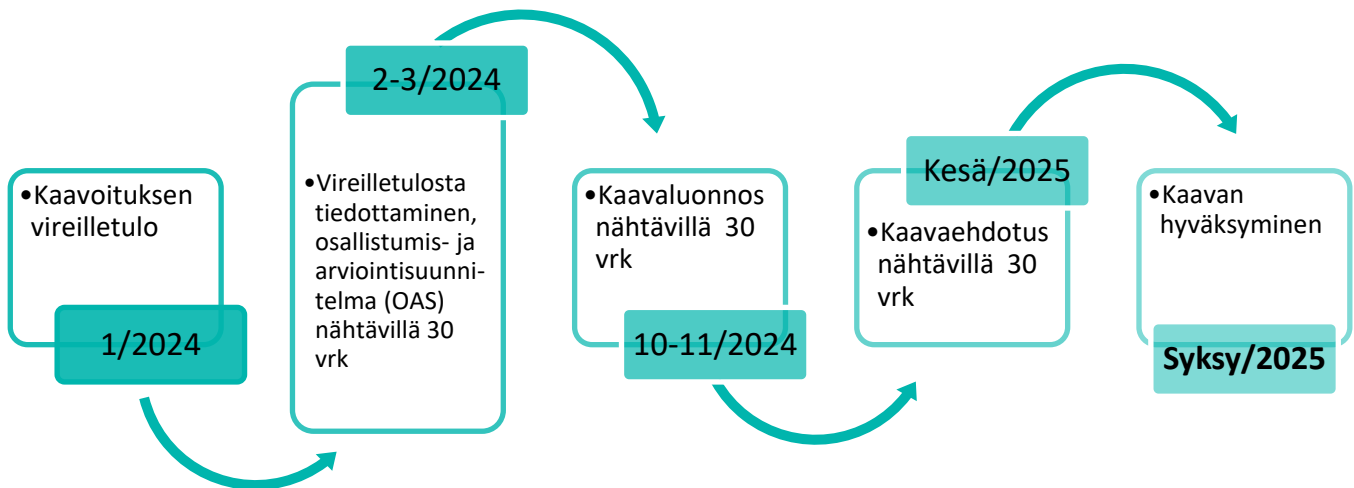 •Kaavoituksen
vireilletulo
1/2024
2-3/2024
•Vireilletulosta
tiedottaminen,
osallistumis- ja
arviointisuunni-
telma (OAS)
nähtävillä 30
vrk
•Kaavaluonnos
nähtävillä 30
vrk
10-11/2024
Kesä/2025
•Kaavaehdotus
nähtävillä 30
vrk
•Kaavan
hyväksyminen
Syksy/2025